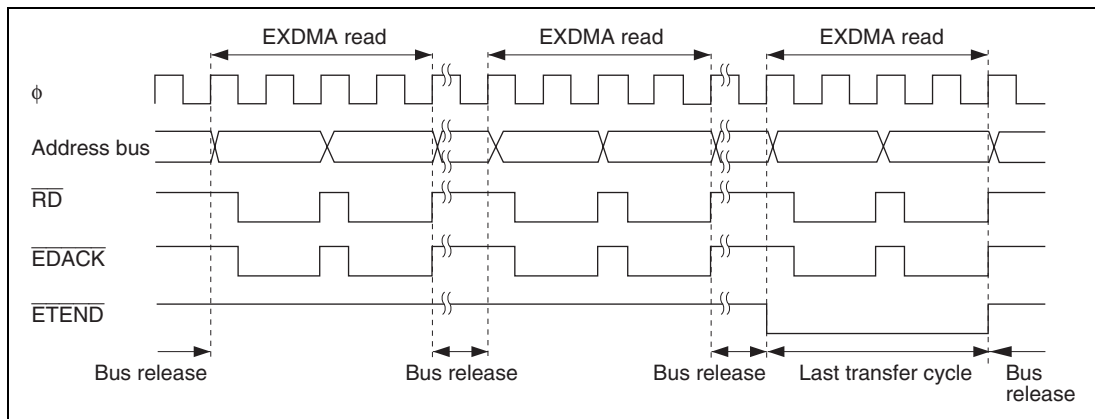 EXDMA read EXDMA read EXDMA read
ϕ
Address bus
RD
EDACK
ETEND
Bus release Bus release Bus release Last transfer cycle Bus
release